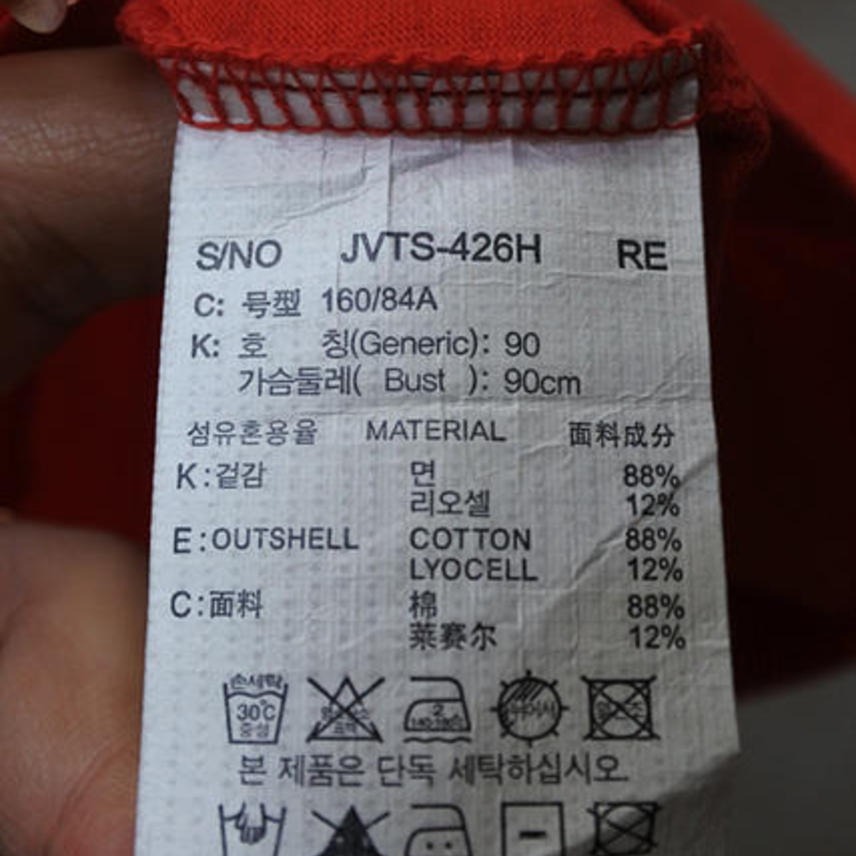 S/NO JVTS-426H RE
C: 号型 160/84A
K: 호 칭(Generic): 90
가슴둘레( Bust ): 90cm
섬유혼용율 MATERIAL 面料成分
K:겉감 면 88%
리오셀 12%
E:OUTSHELL COTTON 88%
LYOCELL 12%
C:面料 棉 88%
莱赛尔 12%
손세탁
30℃
중성
2
본 제품은 단독 세탁하십시오.